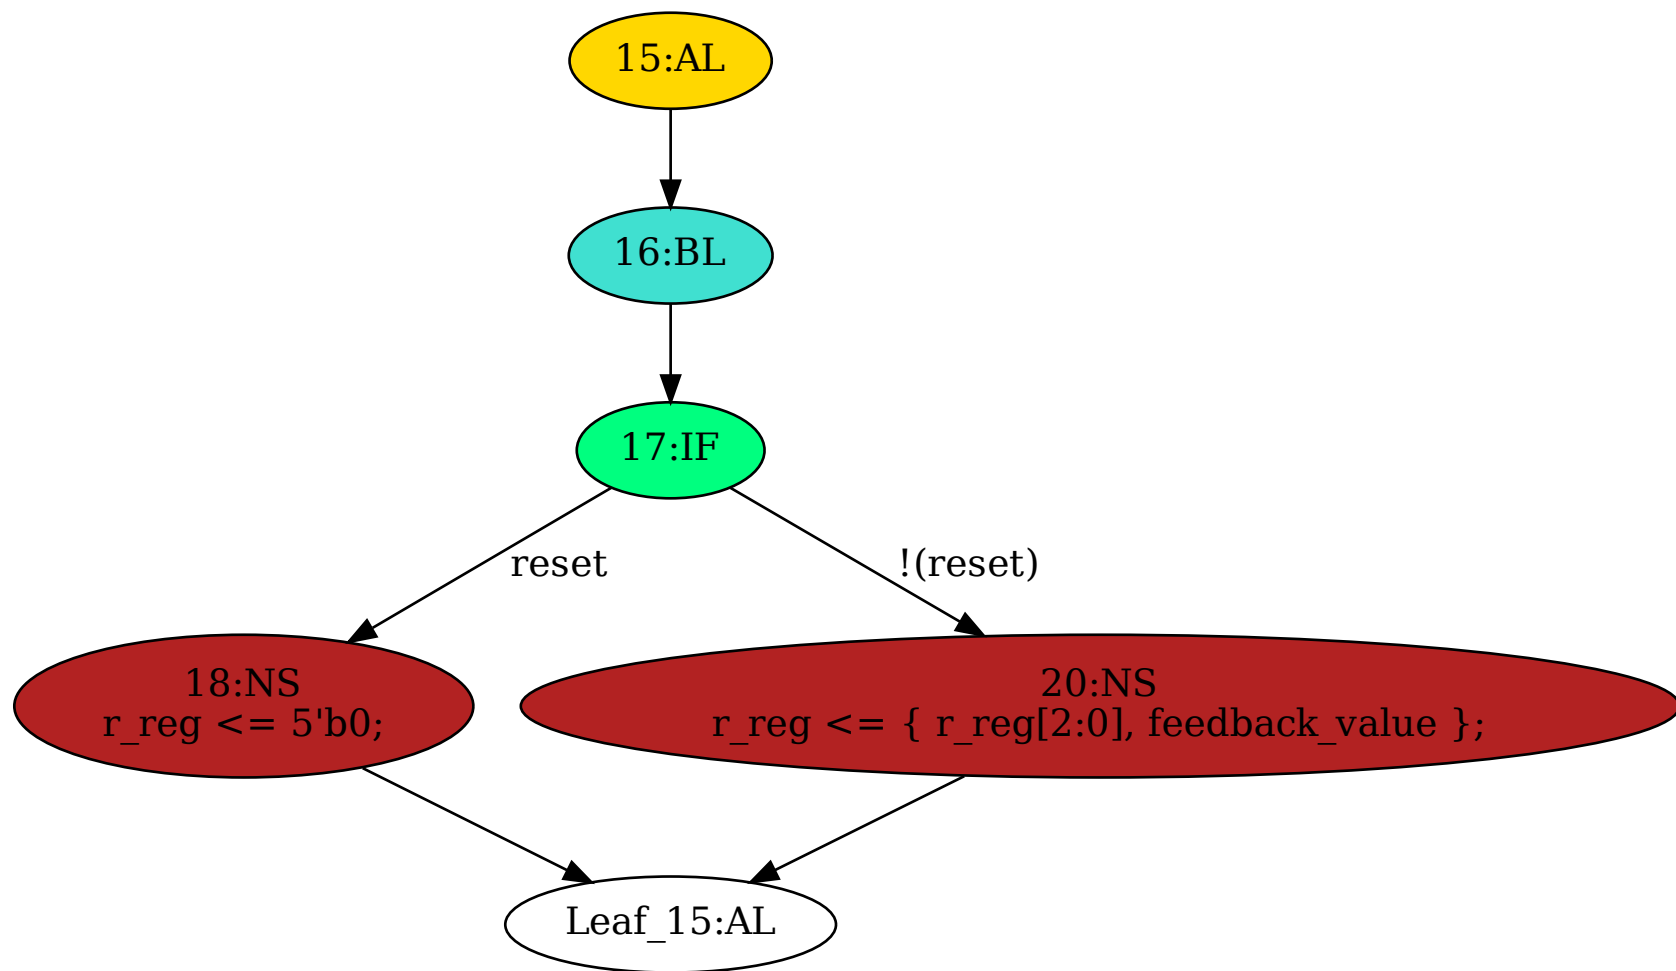 15:AL
16:BL
17:IF
reset
!(reset)
18:NS
r_reg <= 5'b0;
20:NS
r_reg <= { r_reg[2:0], feedback_value };
Leaf_15:AL